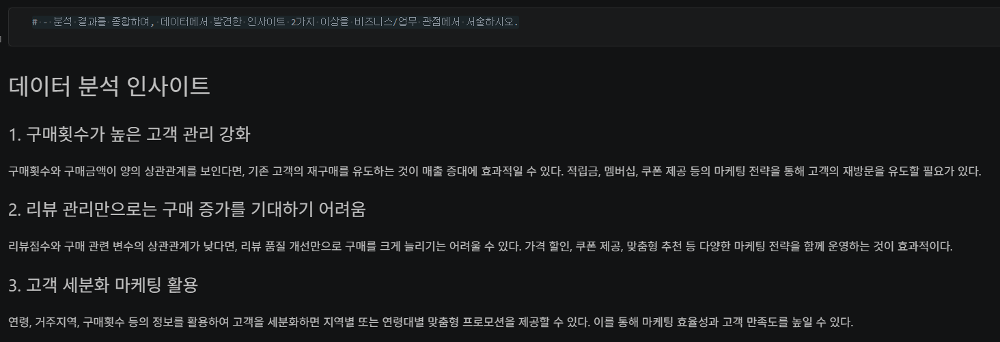 # - 분석 결과를 종합하여, 데이터에서 발견한 인사이트 2가지 이상을 비즈니스/업무 관점에서 서술하시오.
데이터 분석 인사이트
1. 구매횟수가 높은 고객 관리 강화
구매횟수와 구매금액이 양의 상관관계를 보인다면, 기존 고객의 재구매를 유도하는 것이 매출 증대에 효과적일 수 있다. 적립금, 멤버십, 쿠폰 제공 등의 마케팅 전략을 통해 고객의 재방문을 유도할 필요가 있다.
2. 리뷰 관리만으로는 구매 증가를 기대하기 어려움
리뷰점수와 구매 관련 변수의 상관관계가 낮다면, 리뷰 품질 개선만으로 구매를 크게 늘리기는 어려울 수 있다. 가격 할인, 쿠폰 제공, 맞춤형 추천 등 다양한 마케팅 전략을 함께 운영하는 것이 효과적이다.
3. 고객 세분화 마케팅 활용
연령, 거주지역, 구매횟수 등의 정보를 활용하여 고객을 세분화하면 지역별 또는 연령대별 맞춤형 프로모션을 제공할 수 있다. 이를 통해 마케팅 효율성과 고객 만족도를 높일 수 있다.